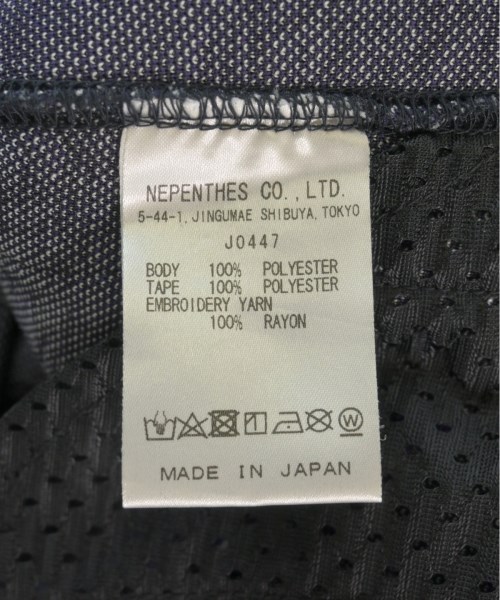 NEPENTHES CO.,LTD.
5-44-1, JINGUMAE SHIBUYA, TOKYO
J0447
BODY 100% POLYESTER
TAPE 100% POLYESTER
EMBROIDERY YARN
100% RAYON
W
MADE IN JAPAN